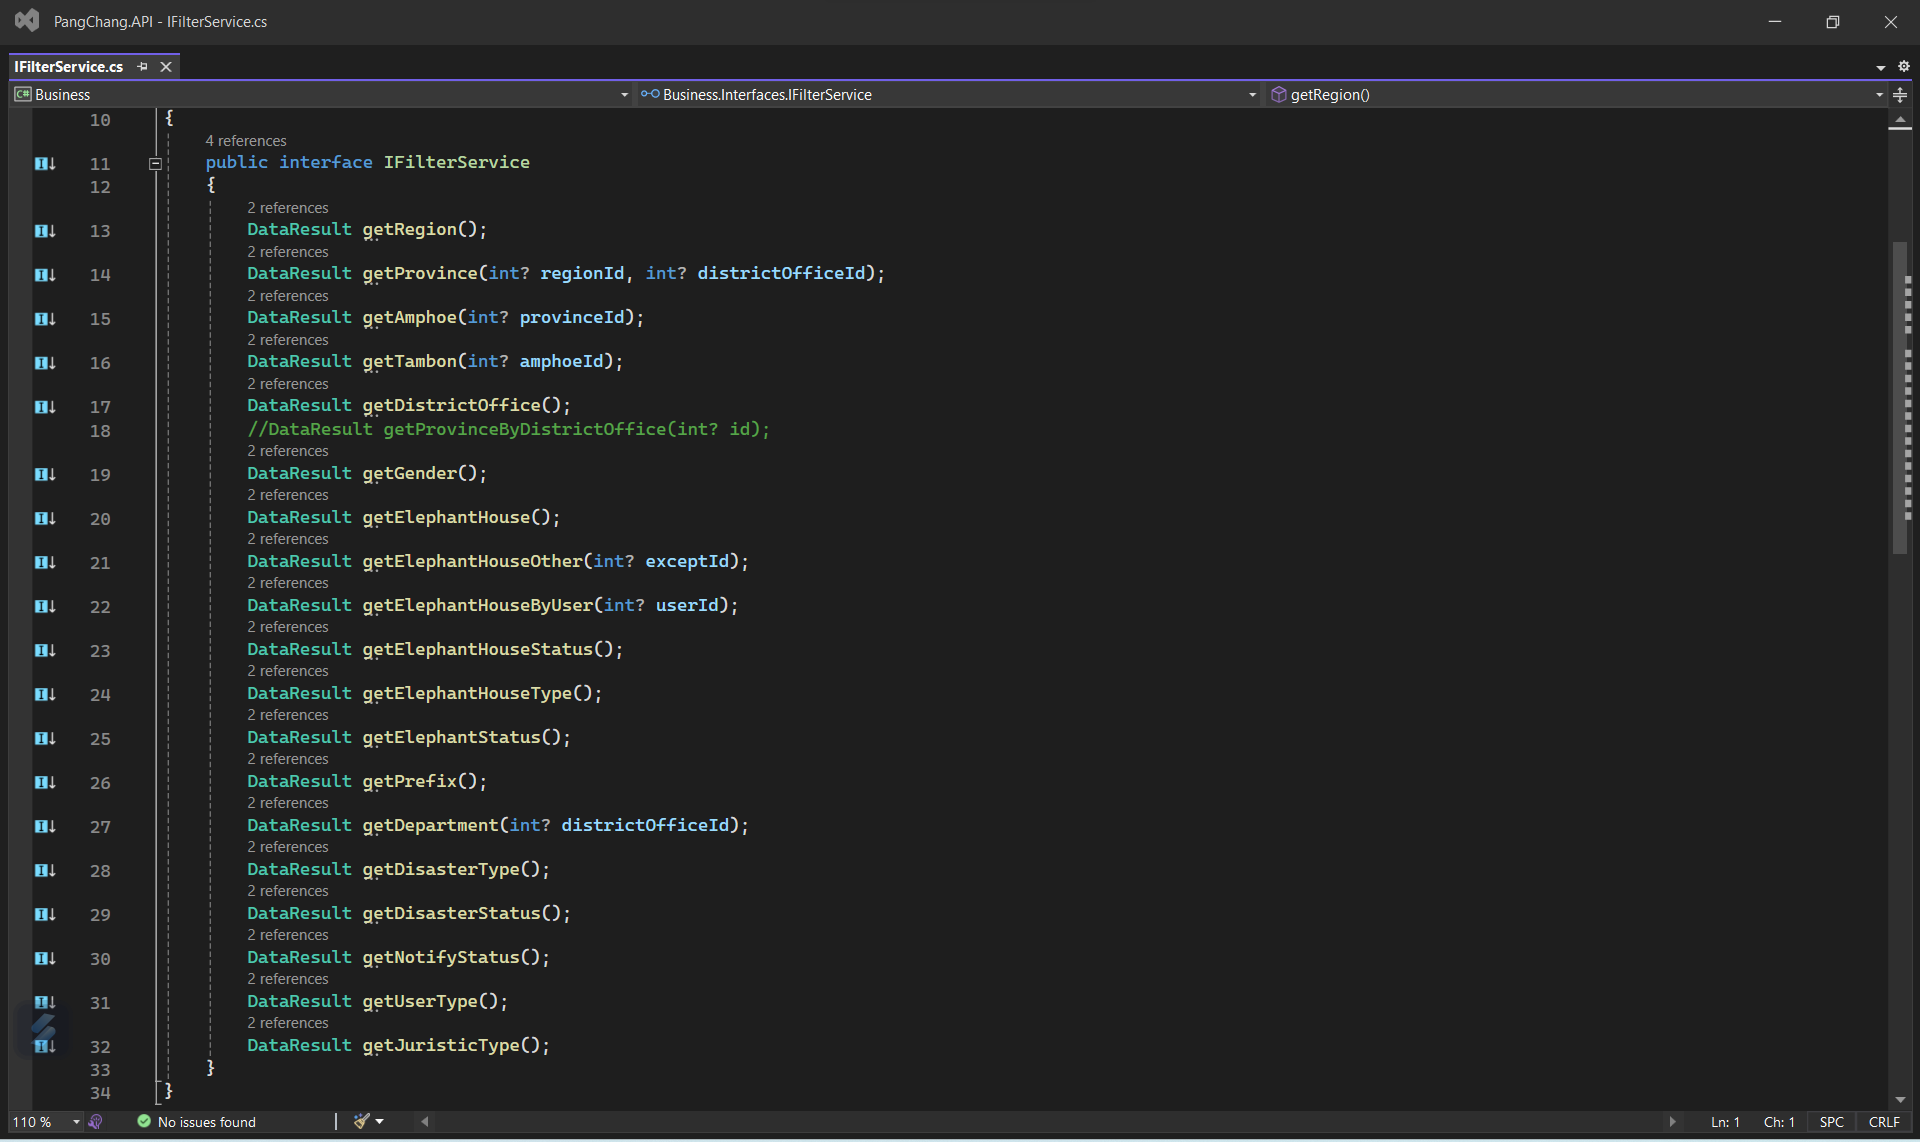 PangChang.API - IFilterService.cs
IFilterService.cs
C# Business
Business.Interfaces.IFilterService
getRegion()
10 {
4 references
11 public interface IFilterService
12 {
2 references
13 DataResult getRegion();
2 references
14 DataResult getProvince(int? regionId, int? districtOfficeId);
2 references
15 DataResult getAmphoe(int? provinceId);
2 references
16 DataResult getTambon(int? amphoeId);
2 references
17 DataResult getDistrictOffice();
18 //DataResult getProvinceByDistrictOffice(int? id);
2 references
19 DataResult getGender();
2 references
20 DataResult getElephantHouse();
2 references
21 DataResult getElephantHouseOther(int? exceptId);
2 references
22 DataResult getElephantHouseByUser(int? userId);
2 references
23 DataResult getElephantHouseStatus();
2 references
24 DataResult getElephantHouseType();
2 references
25 DataResult getElephantStatus();
2 references
26 DataResult getPrefix();
2 references
27 DataResult getDepartment(int? districtOfficeId);
2 references
28 DataResult getDisasterType();
2 references
29 DataResult getDisasterStatus();
2 references
30 DataResult getNotifyStatus();
2 references
31 DataResult getUserType();
2 references
32 DataResult getJuristicType();
33 }
34 }
110 %
No issues found
Ln: 1
Ch: 1
SPC
CRLF